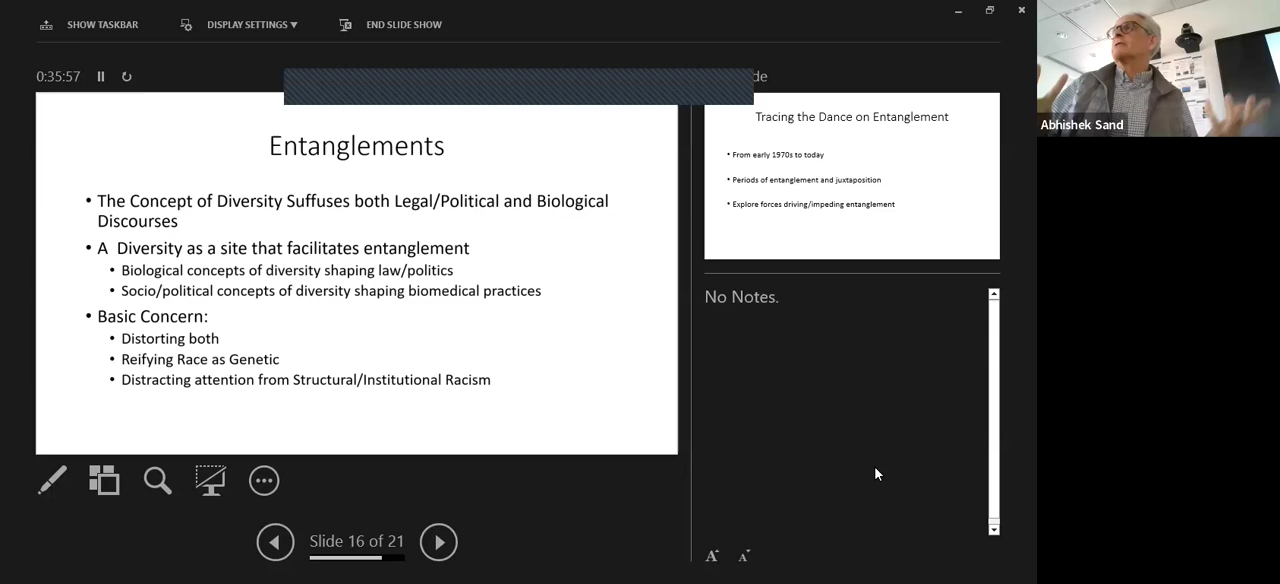 SHOW TASKBAR
DISPLAY SETTINGS ▼
END SLIDE SHOW
0:35:57
de
Entanglements
• The Concept of Diversity Suffuses both Legal/Political and Biological
Discourses
• A  Diversity as a site that facilitates entanglement
• Biological concepts of diversity shaping law/politics
• Socio/political concepts of diversity shaping biomedical practices
• Basic Concern:
• Distorting both
• Reifying Race as Genetic
• Distracting attention from Structural/Institutional Racism
Slide 16 of 21
Tracing the Dance on Entanglement
• From early 1970s to today
• Periods of entanglement and juxtaposition
• Explore forces driving/impeding entanglement
No Notes.
A A
Abhishek Sand